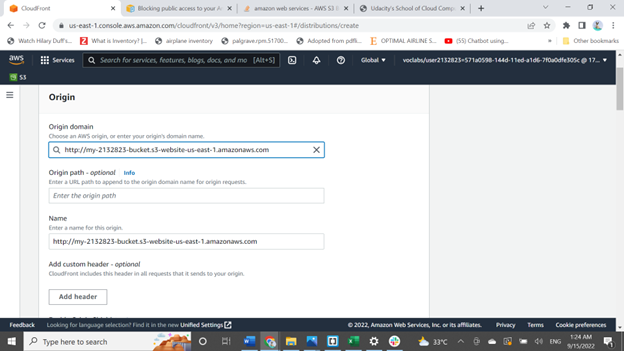 CloudFront
Blocking public access to your A
amazon web services - AWS S3
Udacity's School of Cloud Comp
us-east-1.console.aws.amazon.com/cloudfront/v3/home?region=us-east-1#/distributions/create
Watch Hilary Duff's...
What is Inventory? |...
airplane inventory
palgrave.rpm.51700...
Adopted from pdfli...
OPTIMAL AIRLINE S...
(55) Chatbot using...
»
Other bookmarks
aws
Services
Search for services, features, blogs, docs, and mo
[Alt+S]
Global
voclabs/user2132823=571a0598-144d-11ed-a1d6-7f0a0dfe305c @ 17...
S3
Origin
Origin domain
Choose an AWS origin, or enter your origin's domain name.
http://my-2132823-bucket.s3-website-us-east-1.amazonaws.com
Origin path - optional Info
Enter a URL path to append to the origin domain name for origin requests.
Enter the origin path
Name
Enter a name for this origin.
http://my-2132823-bucket.s3-website-us-east-1.amazonaws.com
Add custom header - optional
CloudFront includes this header in all requests that it sends to your origin.
Add header
Feedback
Looking for language selection? Find it in the new Unified Settings
© 2022, Amazon Web Services, Inc. or its affiliates.
Privacy
Terms
Cookie preferences
Type here to search
33°C
ENG
1:24 AM
9/15/2022